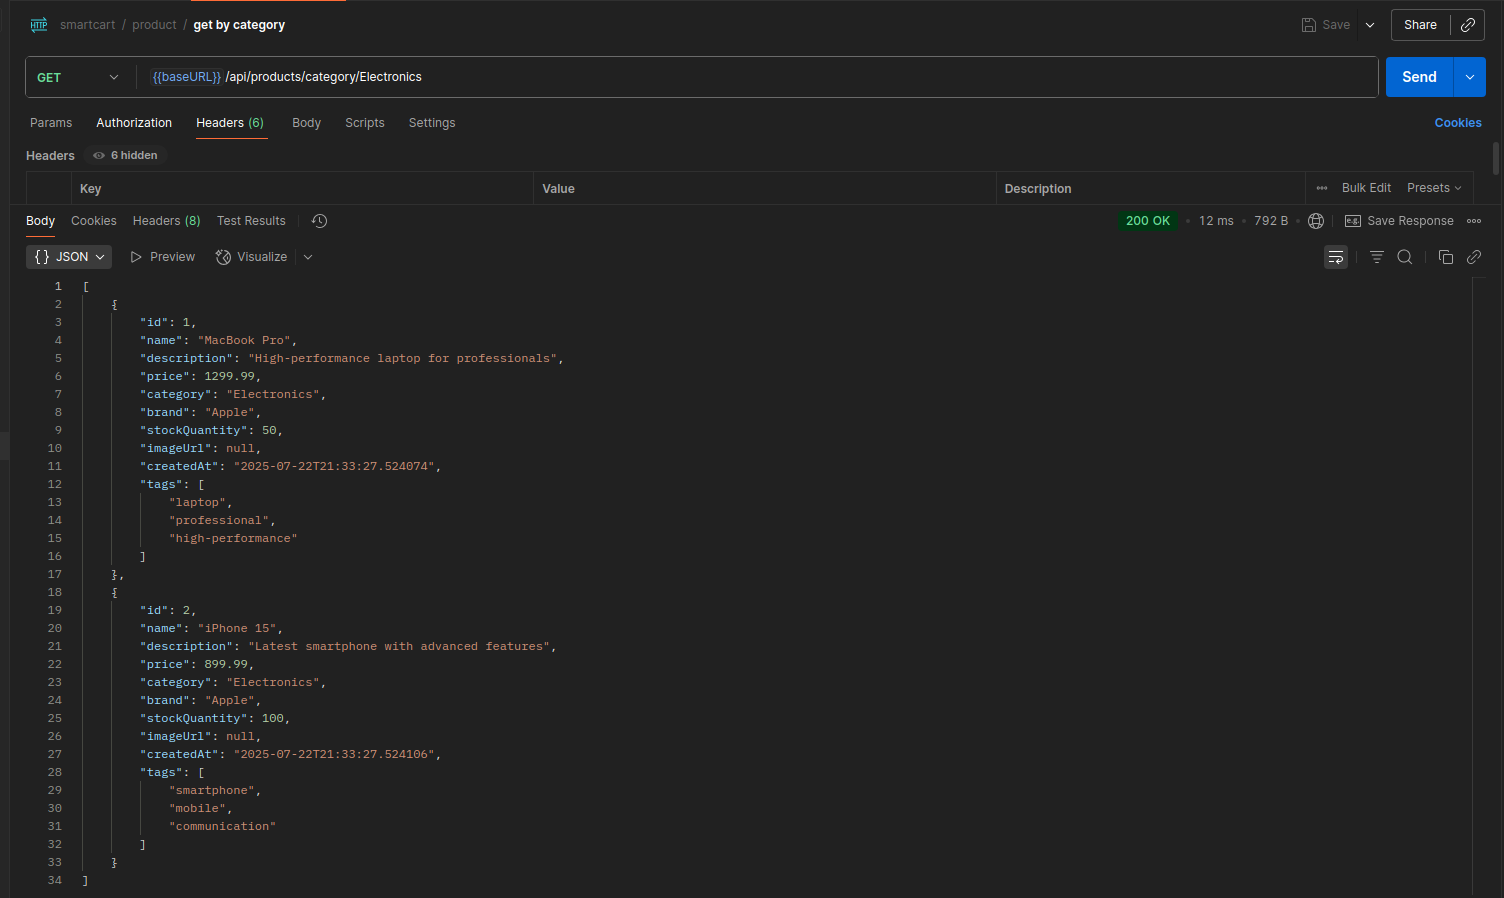 HTTP smartcart / product / get by category Save Share
GET {{baseURL}} /api/products/category/Electronics Send
Params Authorization Headers (6) Body Scripts Settings Cookies
Headers 6 hidden
Key Value Description Bulk Edit Presets
Body Cookies Headers (8) Test Results 200 OK 12 ms 792 B e.g. Save Response
{} JSON Preview Visualize
1 [
2 {
3 "id": 1,
4 "name": "MacBook Pro",
5 "description": "High-performance laptop for professionals",
6 "price": 1299.99,
7 "category": "Electronics",
8 "brand": "Apple",
9 "stockQuantity": 50,
10 "imageUrl": null,
11 "createdAt": "2025-07-22T21:33:27.524074",
12 "tags": [
13 "laptop",
14 "professional",
15 "high-performance"
16 ]
17 },
18 {
19 "id": 2,
20 "name": "iPhone 15",
21 "description": "Latest smartphone with advanced features",
22 "price": 899.99,
23 "category": "Electronics",
24 "brand": "Apple",
25 "stockQuantity": 100,
26 "imageUrl": null,
27 "createdAt": "2025-07-22T21:33:27.524106",
28 "tags": [
29 "smartphone",
30 "mobile",
31 "communication"
32 ]
33 }
34 ]